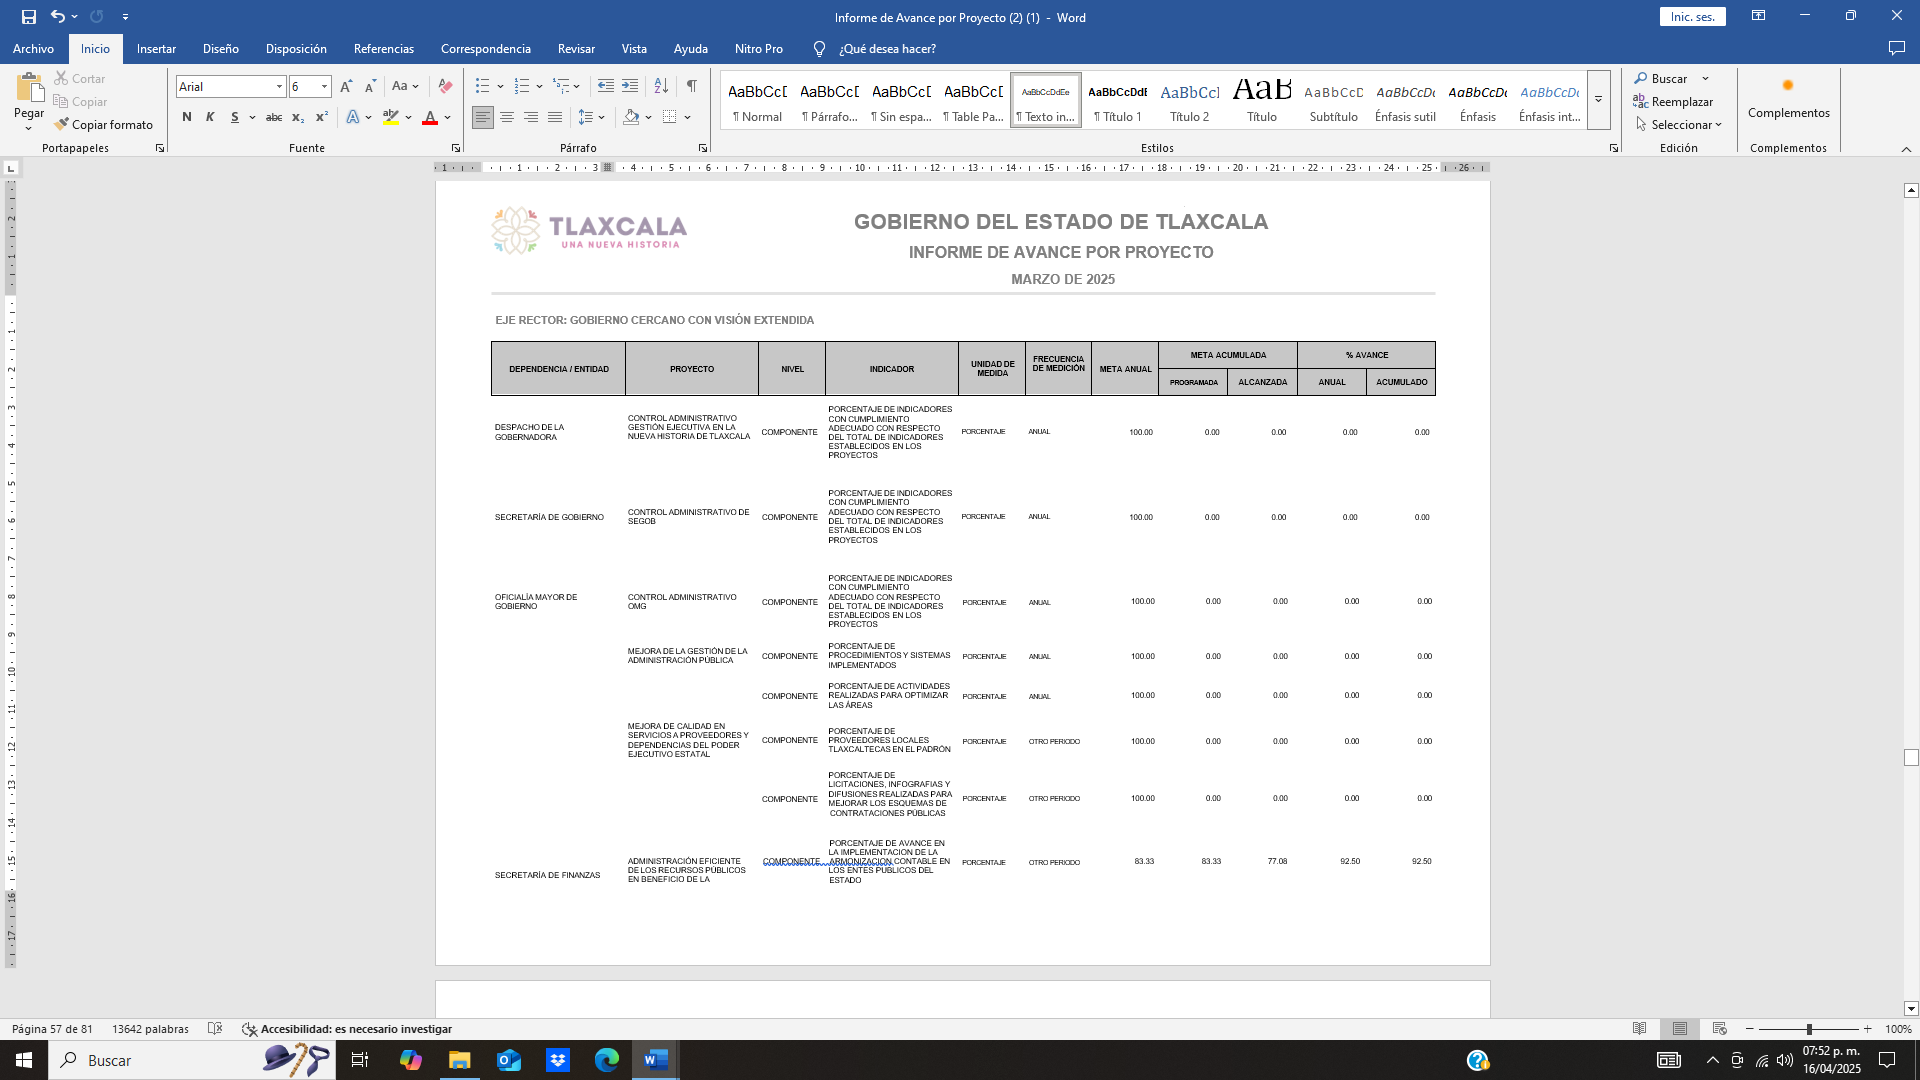 Informe de Avance por Proyecto (2) (1) - Word
Inic. ses.
Archivo Inicio Insertar Diseño Disposición Referencias Correspondencia Revisar Vista Ayuda Nitro Pro ¿Qué desea hacer?
Pegar
Cortar
Copiar
Copiar formato
Portapapeles
Arial 6
Aa
N K S abc x₂ x²
Fuente
Párrafo
AaBbCcI AaBbCcI AaBbCcI AaBbCcI AaBbCcDdEe AaBbCcDdE AaBbCcI AaB AaBbCcD AaBbCcDc AaBbCcDc AaBbCcDc
¶ Normal ¶ Párrafo... ¶ Sin espa... ¶ Table Pa... ¶ Texto in... ¶ Título 1 Título 2 Título Subtítulo Énfasis sutil Énfasis Énfasis int...
Estilos
Buscar
Reemplazar
Seleccionar
Edición
Complementos
Complementos
TLAXCALA
UNA NUEVA HISTORIA
GOBIERNO DEL ESTADO DE TLAXCALA
INFORME DE AVANCE POR PROYECTO
MARZO DE 2025
EJE RECTOR: GOBIERNO CERCANO CON VISIÓN EXTENDIDA
DEPENDENCIA / ENTIDAD
PROYECTO
NIVEL
INDICADOR
UNIDAD DE
MEDIDA
FRECUENCIA
DE MEDICIÓN
META ANUAL
META ACUMULADA
PROGRAMADA ALCANZADA
% AVANCE
ANUAL ACUMULADO
DESPACHO DE LA
GOBERNADORA
CONTROL ADMINISTRATIVO
GESTIÓN EJECUTIVA EN LA
NUEVA HISTORIA DE TLAXCALA
COMPONENTE
PORCENTAJE DE INDICADORES
CON CUMPLIMIENTO
ADECUADO CON RESPECTO
DEL TOTAL DE INDICADORES
ESTABLECIDOS EN LOS
PROYECTOS
PORCENTAJE ANUAL 100.00 0.00 0.00 0.00 0.00
SECRETARÍA DE GOBIERNO
CONTROL ADMINISTRATIVO DE
SEGOB
COMPONENTE
PORCENTAJE DE INDICADORES
CON CUMPLIMIENTO
ADECUADO CON RESPECTO
DEL TOTAL DE INDICADORES
ESTABLECIDOS EN LOS
PROYECTOS
PORCENTAJE ANUAL 100.00 0.00 0.00 0.00 0.00
OFICIALÍA MAYOR DE
GOBIERNO
CONTROL ADMINISTRATIVO
OMG
COMPONENTE
PORCENTAJE DE INDICADORES
CON CUMPLIMIENTO
ADECUADO CON RESPECTO
DEL TOTAL DE INDICADORES
ESTABLECIDOS EN LOS
PROYECTOS
PORCENTAJE ANUAL 100.00 0.00 0.00 0.00 0.00
MEJORA DE LA GESTIÓN DE LA
ADMINISTRACIÓN PÚBLICA
COMPONENTE
PORCENTAJE DE
PROCEDIMIENTOS Y SISTEMAS
IMPLEMENTADOS
PORCENTAJE ANUAL 100.00 0.00 0.00 0.00 0.00
COMPONENTE
PORCENTAJE DE ACTIVIDADES
REALIZADAS PARA OPTIMIZAR
LAS ÁREAS
PORCENTAJE ANUAL 100.00 0.00 0.00 0.00 0.00
MEJORA DE CALIDAD EN
SERVICIOS A PROVEEDORES Y
DEPENDENCIAS DEL PODER
EJECUTIVO ESTATAL
COMPONENTE
PORCENTAJE DE
PROVEEDORES LOCALES
TLAXCALTECAS EN EL PADRÓN
PORCENTAJE OTRO PERIODO 100.00 0.00 0.00 0.00 0.00
COMPONENTE
PORCENTAJE DE
LICITACIONES, INFOGRAFIAS Y
DIFUSIONES REALIZADAS PARA
MEJORAR LOS ESQUEMAS DE
CONTRATACIONES PÚBLICAS
PORCENTAJE OTRO PERIODO 100.00 0.00 0.00 0.00 0.00
SECRETARÍA DE FINANZAS
ADMINISTRACIÓN EFICIENTE
DE LOS RECURSOS PÚBLICOS
EN BENEFICIO DE LA
COMPONENTE
PORCENTAJE DE AVANCE EN
LA IMPLEMENTACION DE LA
ARMONIZACION CONTABLE EN
LOS ENTES PUBLICOS DEL
ESTADO
PORCENTAJE OTRO PERIODO 83.33 83.33 77.08 92.50 92.50
Página 57 de 81 13642 palabras Accesibilidad: es necesario investigar 100%
Buscar
07:52 p. m.
16/04/2025